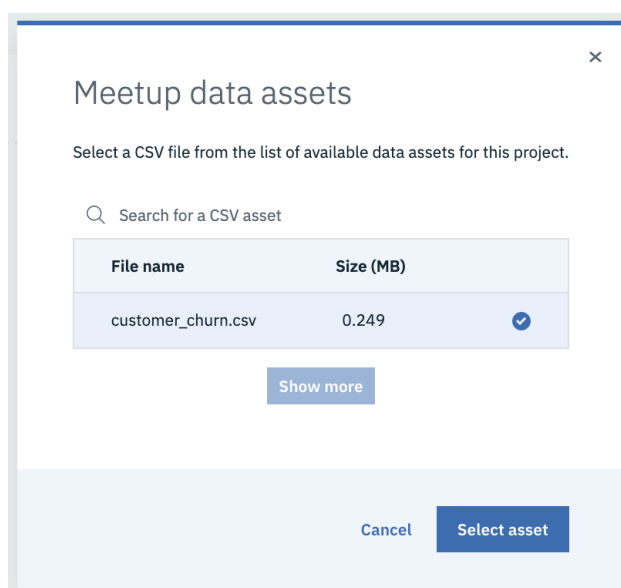 Meetup data assets
Select a CSV file from the list of available data assets for this project.
Search for a CSV asset
File name Size (MB)
customer_churn.csv 0.249
Show more
Cancel Select asset